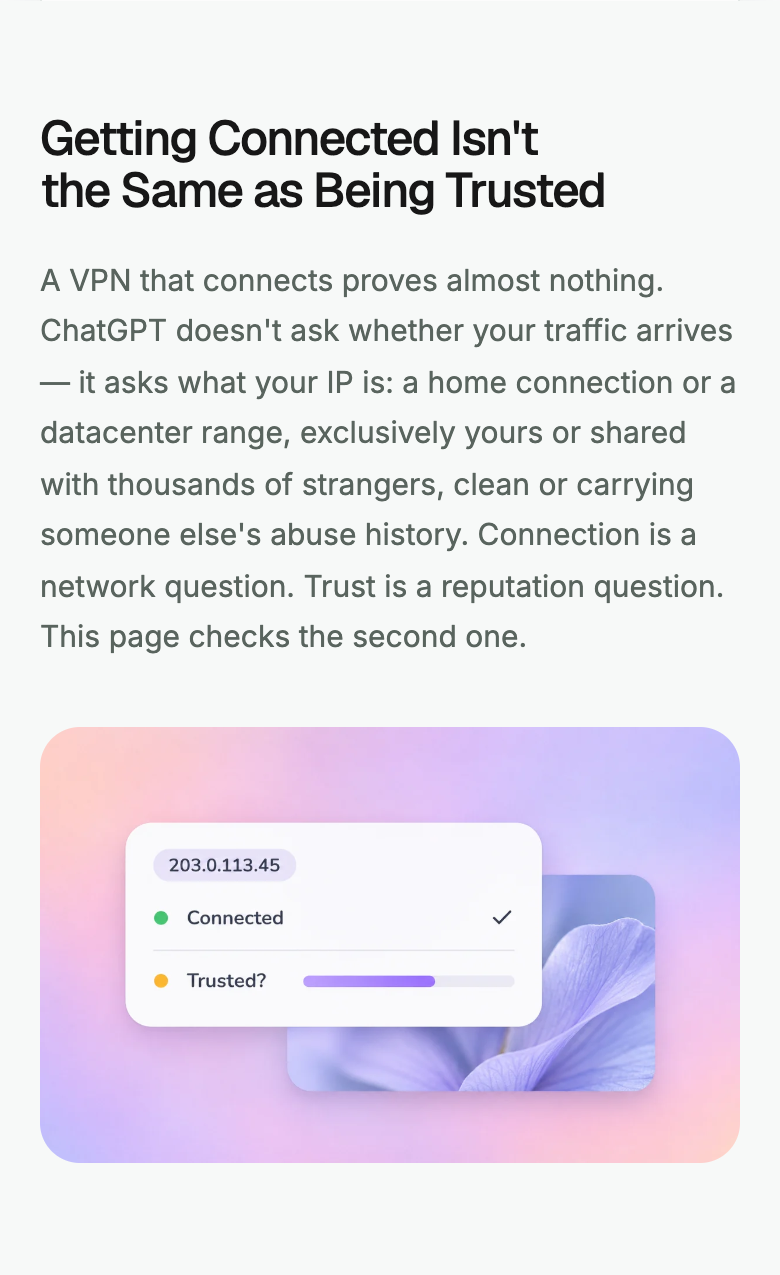 Getting Connected Isn't
the Same as Being Trusted
A VPN that connects proves almost nothing.
ChatGPT doesn't ask whether your traffic arrives
— it asks what your IP is: a home connection or a
datacenter range, exclusively yours or shared
with thousands of strangers, clean or carrying
someone else's abuse history. Connection is a
network question. Trust is a reputation question.
This page checks the second one.
203.0.113.45
Connected
Trusted?